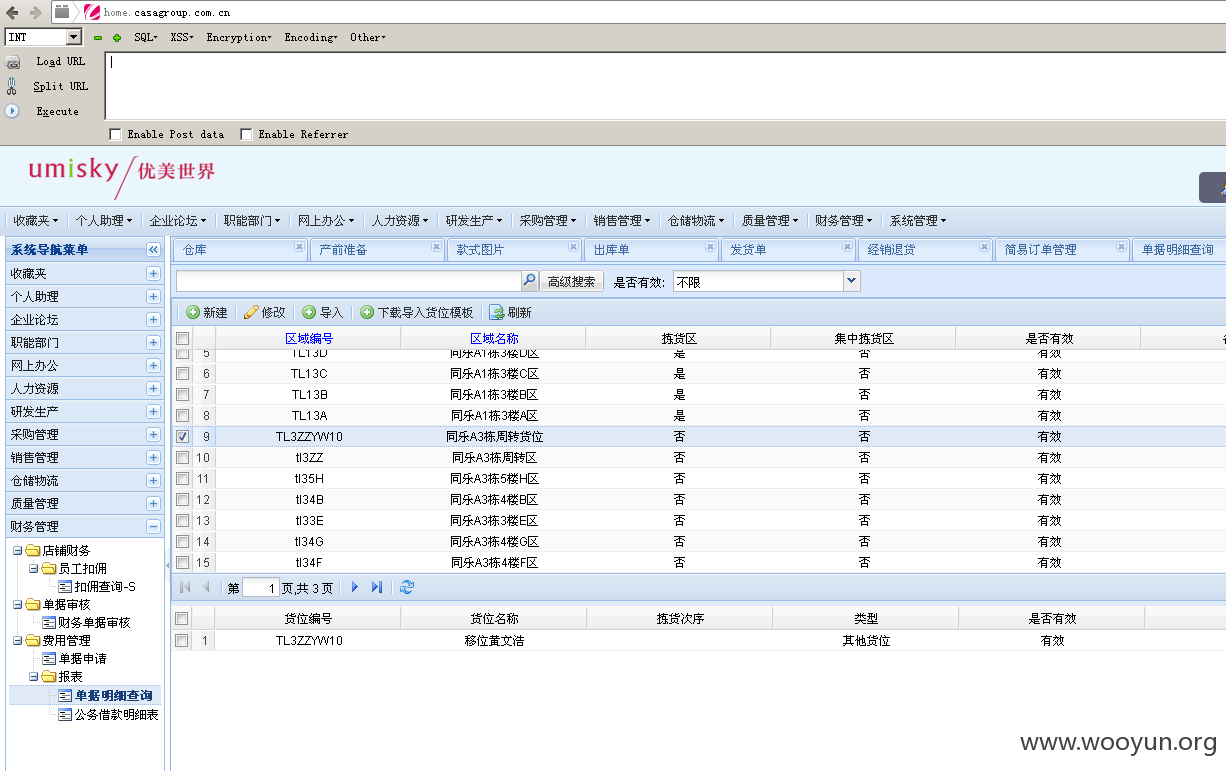 home.casagroup.com.cn
INT SQL▾ XSS▾ Encryption▾ Encoding▾ Other▾
Load URL
Split URL
Execute
Enable Post data Enable Referrer
umisky 优美世界
收藏夹 个人助理 企业论坛 职能部门 网上办公 人力资源 研发生产 采购管理 销售管理 仓储物流 质量管理 财务管理 系统管理
系统导航菜单
收藏夹
个人助理
企业论坛
职能部门
网上办公
人力资源
研发生产
采购管理
销售管理
仓储物流
质量管理
财务管理
店铺财务
员工扣佣
扣佣查询-S
单据审核
财务单据审核
费用管理
单据申请
报表
单据明细查询
公务借款明细表
仓库 产前准备 款式图片 出库单 发货单 经销退货 简易订单管理 单据明细查询
高级搜索 是否有效: 不限
新建 修改 导入 下载导入货位模板 刷新
区域编号 区域名称 拣货区 集中拣货区 是否有效
5 TL13D 同乐A1栋3楼D区 是 否 有效
6 TL13C 同乐A1栋3楼C区 是 否 有效
7 TL13B 同乐A1栋3楼B区 是 否 有效
8 TL13A 同乐A1栋3楼A区 是 否 有效
9 TL3ZZYW10 同乐A3栋周转货位 否 否 有效
10 tl3ZZ 同乐A3栋周转区 否 否 有效
11 tl35H 同乐A3栋5楼H区 否 否 有效
12 tl34B 同乐A3栋4楼B区 否 否 有效
13 tl33E 同乐A3栋3楼E区 否 否 有效
14 tl34G 同乐A3栋4楼G区 否 否 有效
15 tl34F 同乐A3栋4楼F区 否 否 有效
第 1 页,共 3 页
货位编号 货位名称 拣货次序 类型 是否有效
1 TL3ZZYW10 移位黄文浩 其他货位 有效
www.wooyun.org